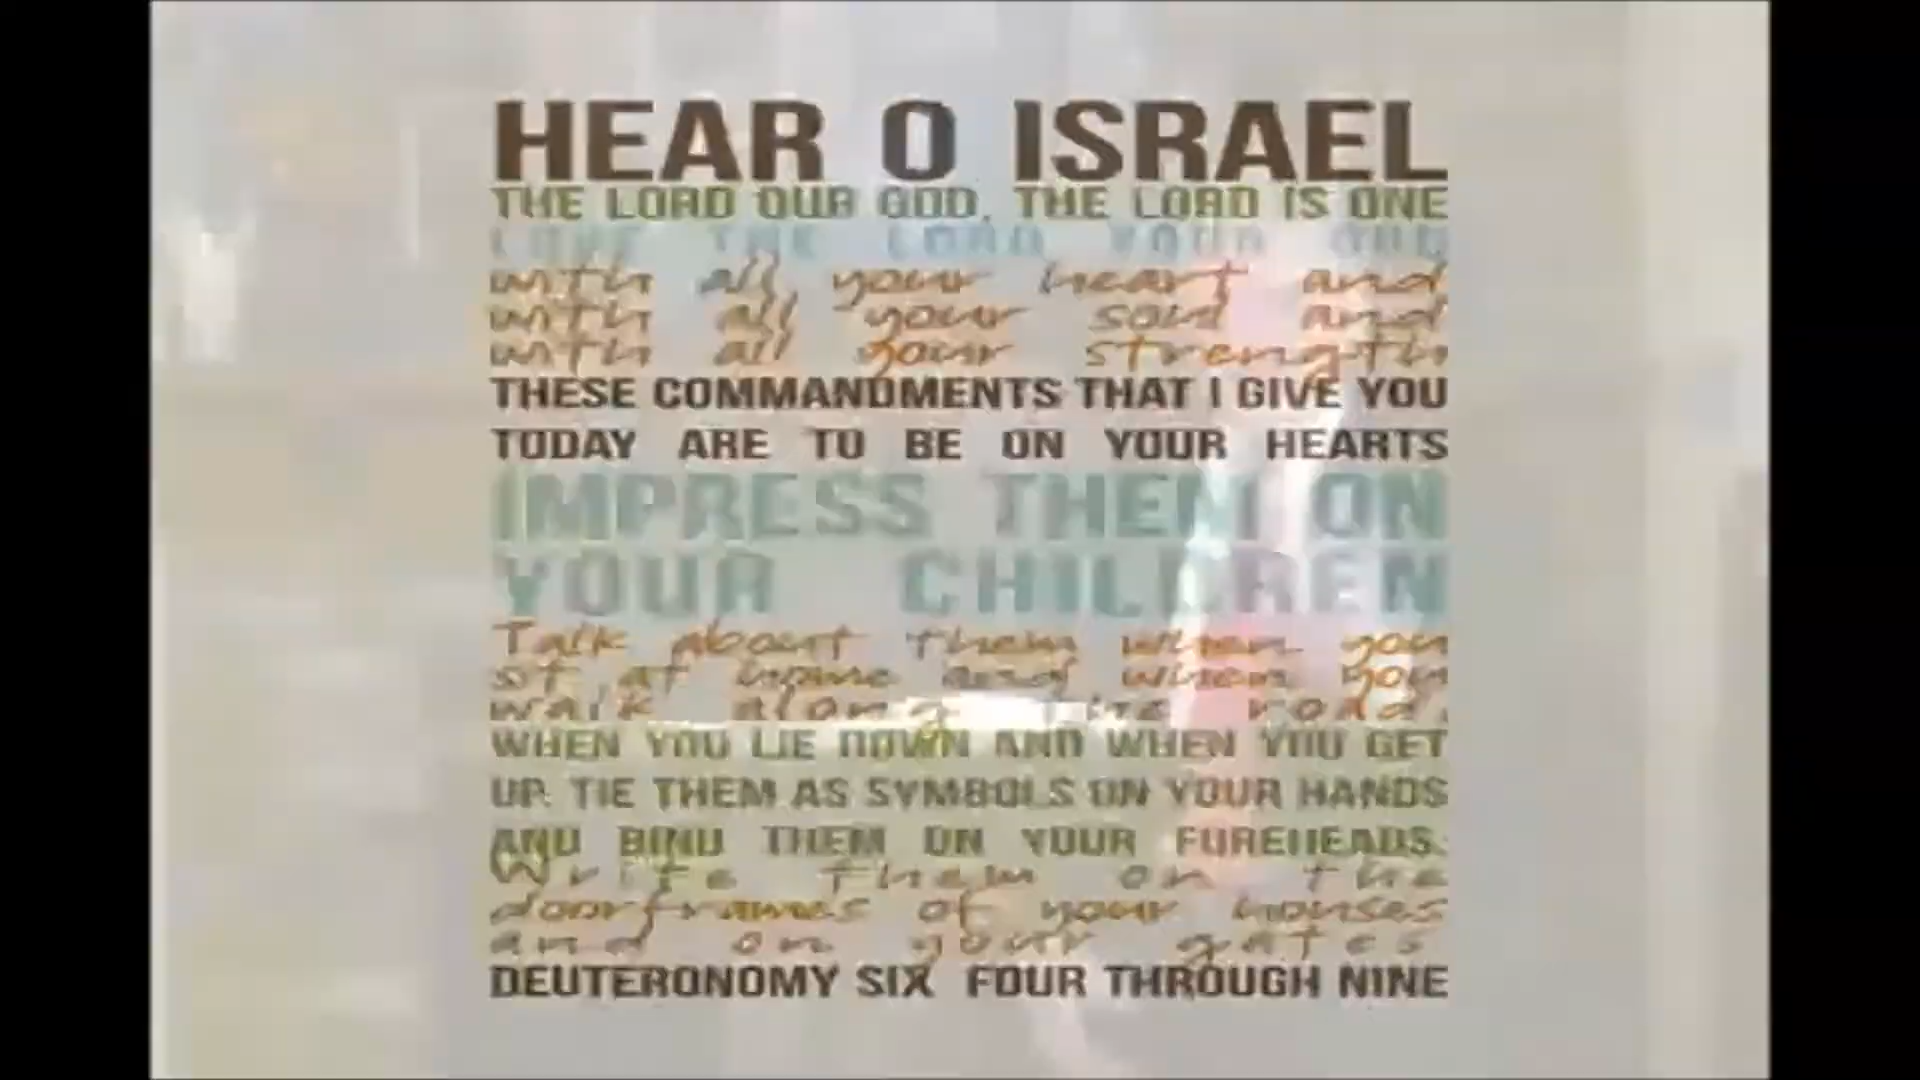 HEAR O ISRAEL
THE LORD OUR GOD, THE LORD IS ONE
LOVE THE LORD YOUR GOD
with all your heart and
with all your soul and
with all your strength
THESE COMMANDMENTS THAT I GIVE YOU
TODAY ARE TO BE ON YOUR HEARTS
IMPRESS THEM ON
YOUR CHILDREN
Talk about them when you
sit at home and when you
walk along the road,
WHEN YOU LIE DOWN AND WHEN YOU GET
UP. TIE THEM AS SYMBOLS ON YOUR HANDS
AND BIND THEM ON YOUR FOREHEADS.
Write them on the
doorframes of your houses
and on your gates
DEUTERONOMY SIX FOUR THROUGH NINE